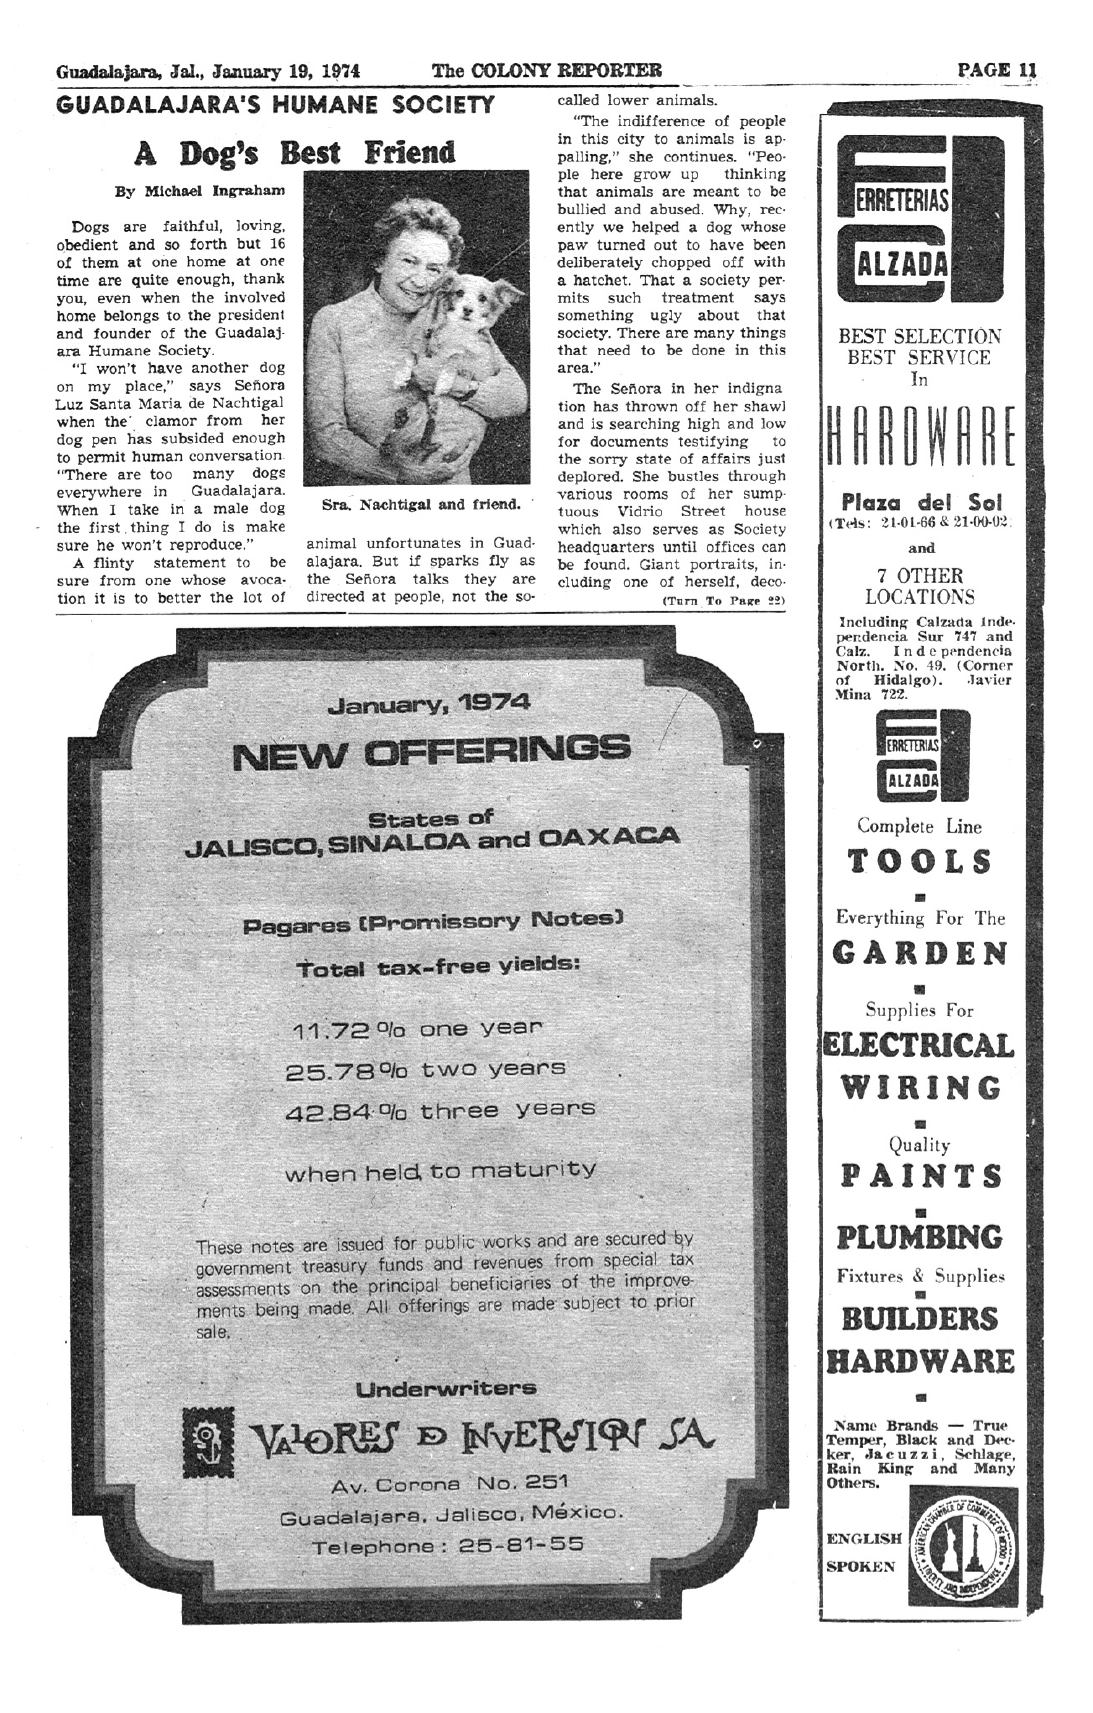 Guadalajara, Jal., January 19, 1974 The COLONY REPORTER PAGE 11
GUADALAJARA'S HUMANE SOCIETY
A Dog's Best Friend
By Michael Ingraham
Dogs are faithful, loving,
obedient and so forth but 16
of them at one home at one
time are quite enough, thank
you, even when the involved
home belongs to the president
and founder of the Guadalaj-
ara Humane Society.
"I won't have another dog
on my place," says Señora
Luz Santa Maria de Nachtigal
when the clamor from her
dog pen has subsided enough
to permit human conversation.
"There are too many dogs
everywhere in Guadalajara.
When I take in a male dog
the first thing I do is make
sure he won't reproduce."
A flinty statement to be
sure from one whose avoca-
tion it is to better the lot of
Sra. Nachtigal and friend.
animal unfortunates in Guad-
alajara. But if sparks fly as
the Señora talks they are
directed at people, not the so-
called lower animals.
"The indifference of people
in this city to animals is ap-
palling," she continues. "Peo-
ple here grow up thinking
that animals are meant to be
bullied and abused. Why, rec-
ently we helped a dog whose
paw turned out to have been
deliberately chopped off with
a hatchet. That a society per-
mits such treatment says
something ugly about that
society. There are many things
that need to be done in this
area."
The Señora in her indigna
tion has thrown off her shawl
and is searching high and low
for documents testifying to
the sorry state of affairs just
deplored. She bustles through
various rooms of her sump-
tuous Vidrio Street house
which also serves as Society
headquarters until offices can
be found. Giant portraits, in-
cluding one of herself, deco-
(Turn To Page 22)
January, 1974
NEW OFFERINGS
States of
JALISCO, SINALOA and OAXACA
Pagares (Promissory Notes)
Total tax-free yields:
11.72% one year
25.78% two years
42.84% three years
when held to maturity
These notes are issued for public works and are secured by
government treasury funds and revenues from special tax
assessments on the principal beneficiaries of the improve-
ments being made. All offerings are made subject to prior
sale.
Underwriters
VALORES DE INVERSION SA
Av. Corona No. 251
Guadalajara, Jalisco, México.
Telephone: 25-81-55
FERRETERIAS
CALZADA
BEST SELECTION
BEST SERVICE
In
HARDWARE
Plaza del Sol
(Tels: 21-01-66 & 21-00-02.
and
7 OTHER
LOCATIONS
Including Calzada Inde-
pendencia Sur 747 and
Calz. Independencia
North. No. 49. (Corner
of Hidalgo). Javier
Mina 722.
FERRETERIAS
CALZADA
Complete Line
TOOLS
Everything For The
GARDEN
Supplies For
ELECTRICAL
WIRING
Quality
PAINTS
PLUMBING
Fixtures & Supplies
BUILDERS
HARDWARE
Name Brands — True
Temper, Black and Dec-
ker, Jacuzzi, Schlage,
Rain King and Many
Others.
ENGLISH
SPOKEN
AMERICAN CHAMBER OF COMMERCE OF MEXICO
LIBERTY AND INDEPENDENCE